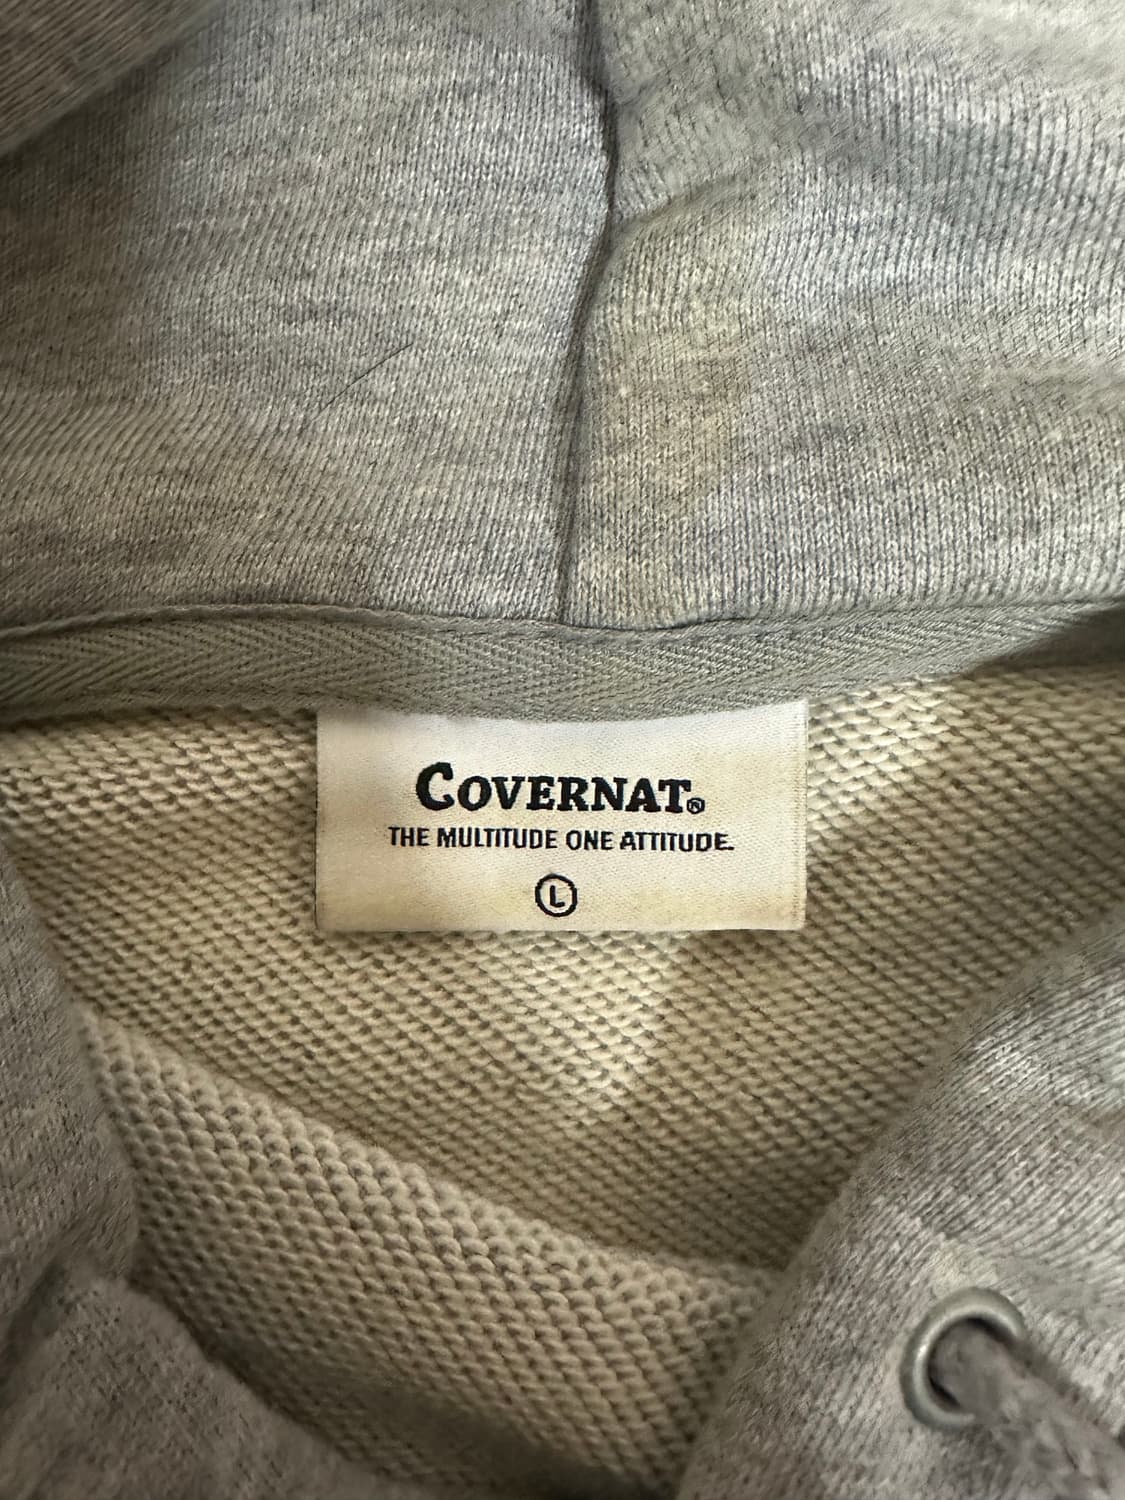 COVERNAT®
THE MULTITUDE ONE ATTITUDE.
L